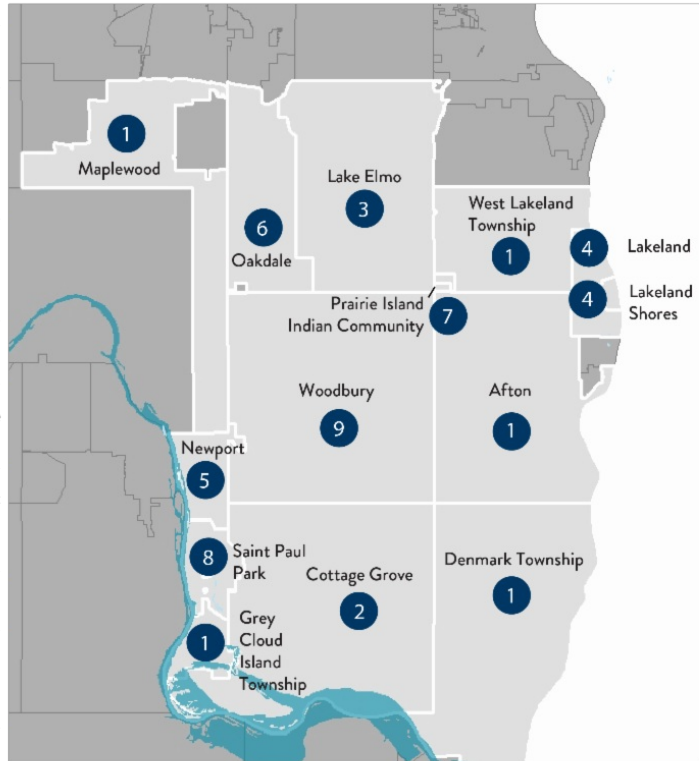 1
Maplewood
Lake Elmo
3
6
Oakdale
West Lakeland
Township
1
4
Lakeland
4
Lakeland
Shores
Prairie Island
Indian Community
7
Woodbury
9
Afton
1
Newport
5
8
Saint Paul
Park
Cottage Grove
2
Denmark Township
1
1
Grey
Cloud
Island
Township